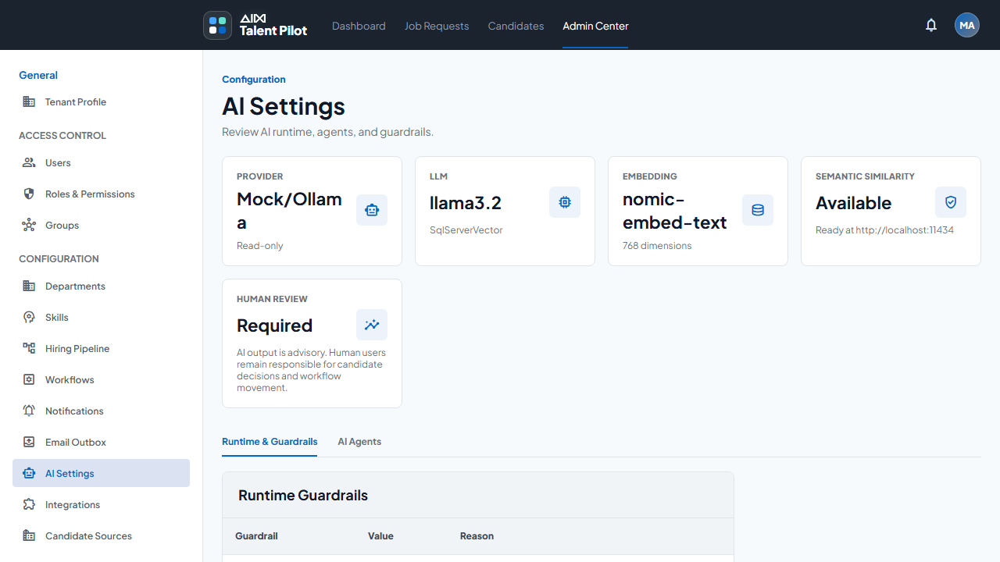 AIM
Talent Pilot
Dashboard
Job Requests
Candidates
Admin Center
MA
General
Tenant Profile
ACCESS CONTROL
Users
Roles & Permissions
Groups
CONFIGURATION
Departments
Skills
Hiring Pipeline
Workflows
Notifications
Email Outbox
AI Settings
Integrations
Candidate Sources
Configuration
AI Settings
Review AI runtime, agents, and guardrails.
PROVIDER
Mock/Ollam
a
Read-only
LLM
llama3.2
SqlServerVector
EMBEDDING
nomic-
embed-text
768 dimensions
SEMANTIC SIMILARITY
Available
Ready at http://localhost:11434
HUMAN REVIEW
Required
AI output is advisory. Human users
remain responsible for candidate
decisions and workflow
movement.
Runtime & Guardrails
AI Agents
Runtime Guardrails
Guardrail
Value
Reason